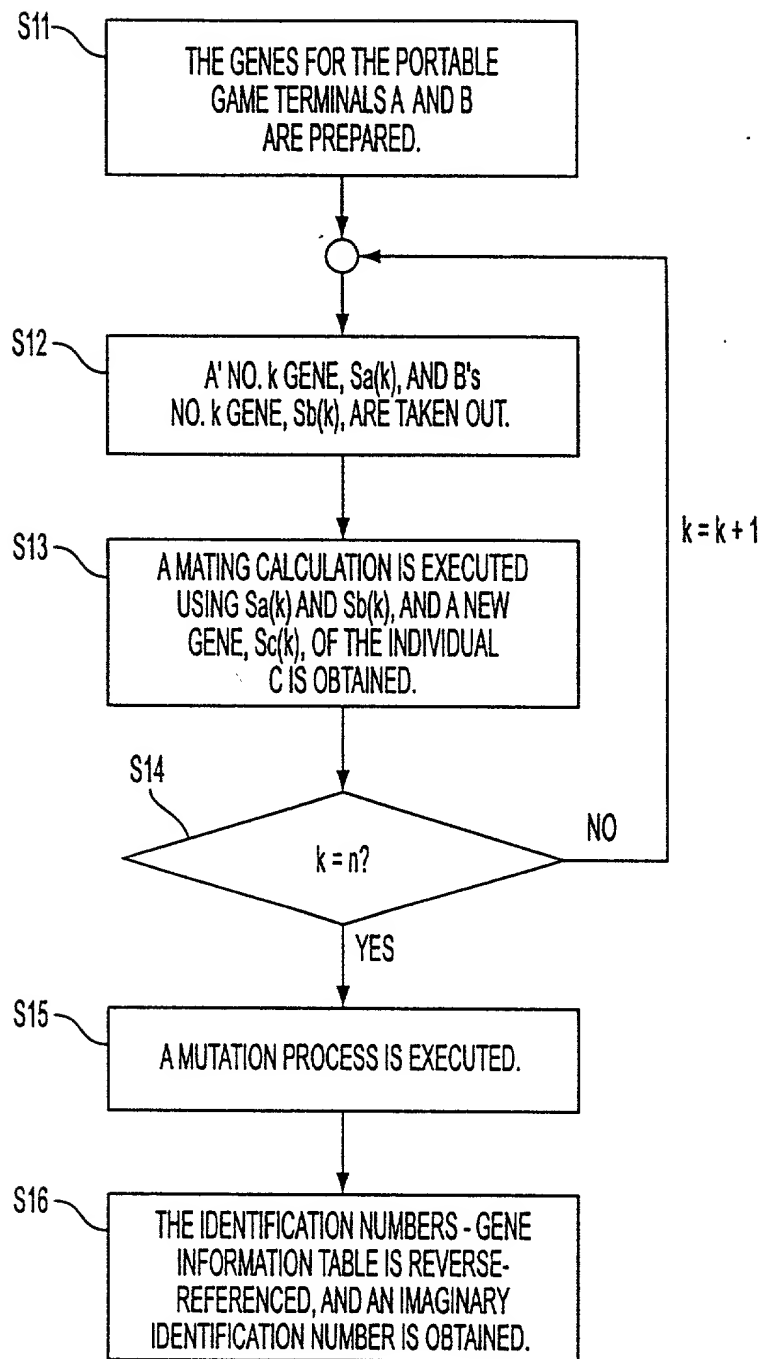 S11
THE GENES FOR THE PORTABLE
GAME TERMINALS A AND B
ARE PREPARED.
S12
A' NO. k GENE, Sa(k), AND B's
NO. k GENE, Sb(k), ARE TAKEN OUT.
k = k + 1
S13
A MATING CALCULATION IS EXECUTED
USING Sa(k) AND Sb(k), AND A NEW
GENE, Sc(k), OF THE INDIVIDUAL
C IS OBTAINED.
S14
k = n?
NO
YES
S15
A MUTATION PROCESS IS EXECUTED.
S16
THE IDENTIFICATION NUMBERS - GENE
INFORMATION TABLE IS REVERSE-
REFERENCED, AND AN IMAGINARY
IDENTIFICATION NUMBER IS OBTAINED.